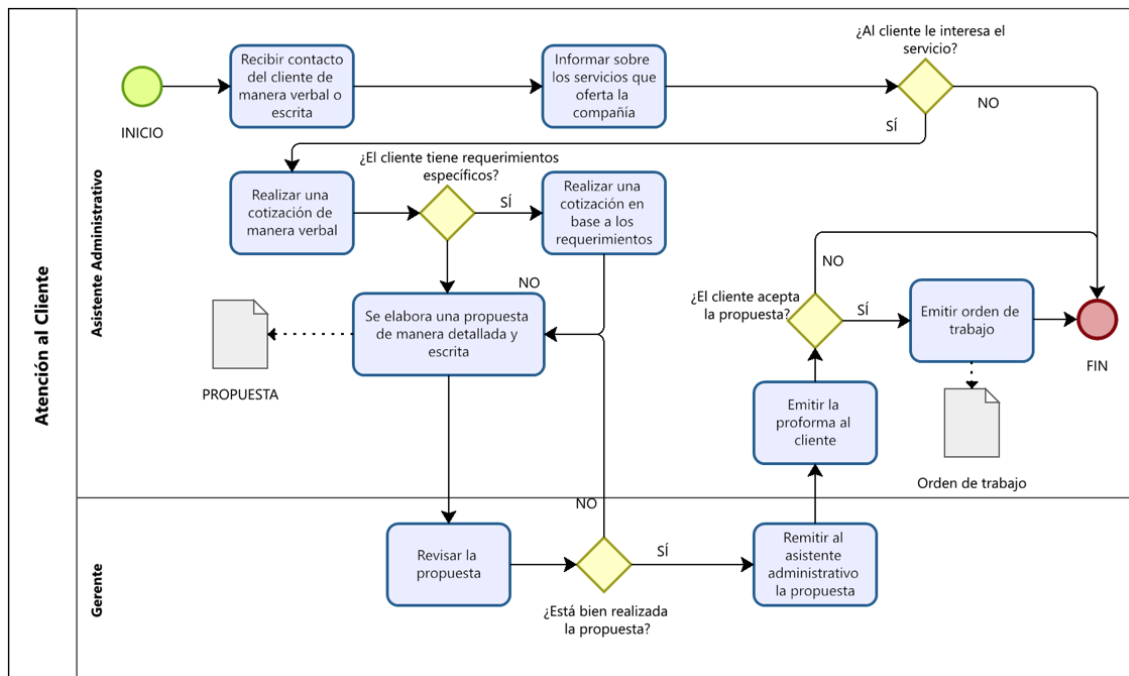 Atención al Cliente
Asistente Administrativo
INICIO
Recibir contacto
del cliente de
manera verbal o
escrita
Informar sobre
los servicios que
oferta la
compañía
¿Al cliente le interesa el
servicio?
NO
SÍ
Realizar una
cotización de
manera verbal
¿El cliente tiene requerimientos
específicos?
SÍ
Realizar una
cotización en
base a los
requerimientos
NO
Se elabora una propuesta
de manera detallada y
escrita
PROPUESTA
¿El cliente acepta
la propuesta?
NO
SÍ
Emitir orden de
trabajo
FIN
Orden de trabajo
Emitir la
proforma al
cliente
Gerente
Revisar la
propuesta
NO
SÍ
¿Está bien realizada
la propuesta?
Remitir al
asistente
administrativo
la propuesta